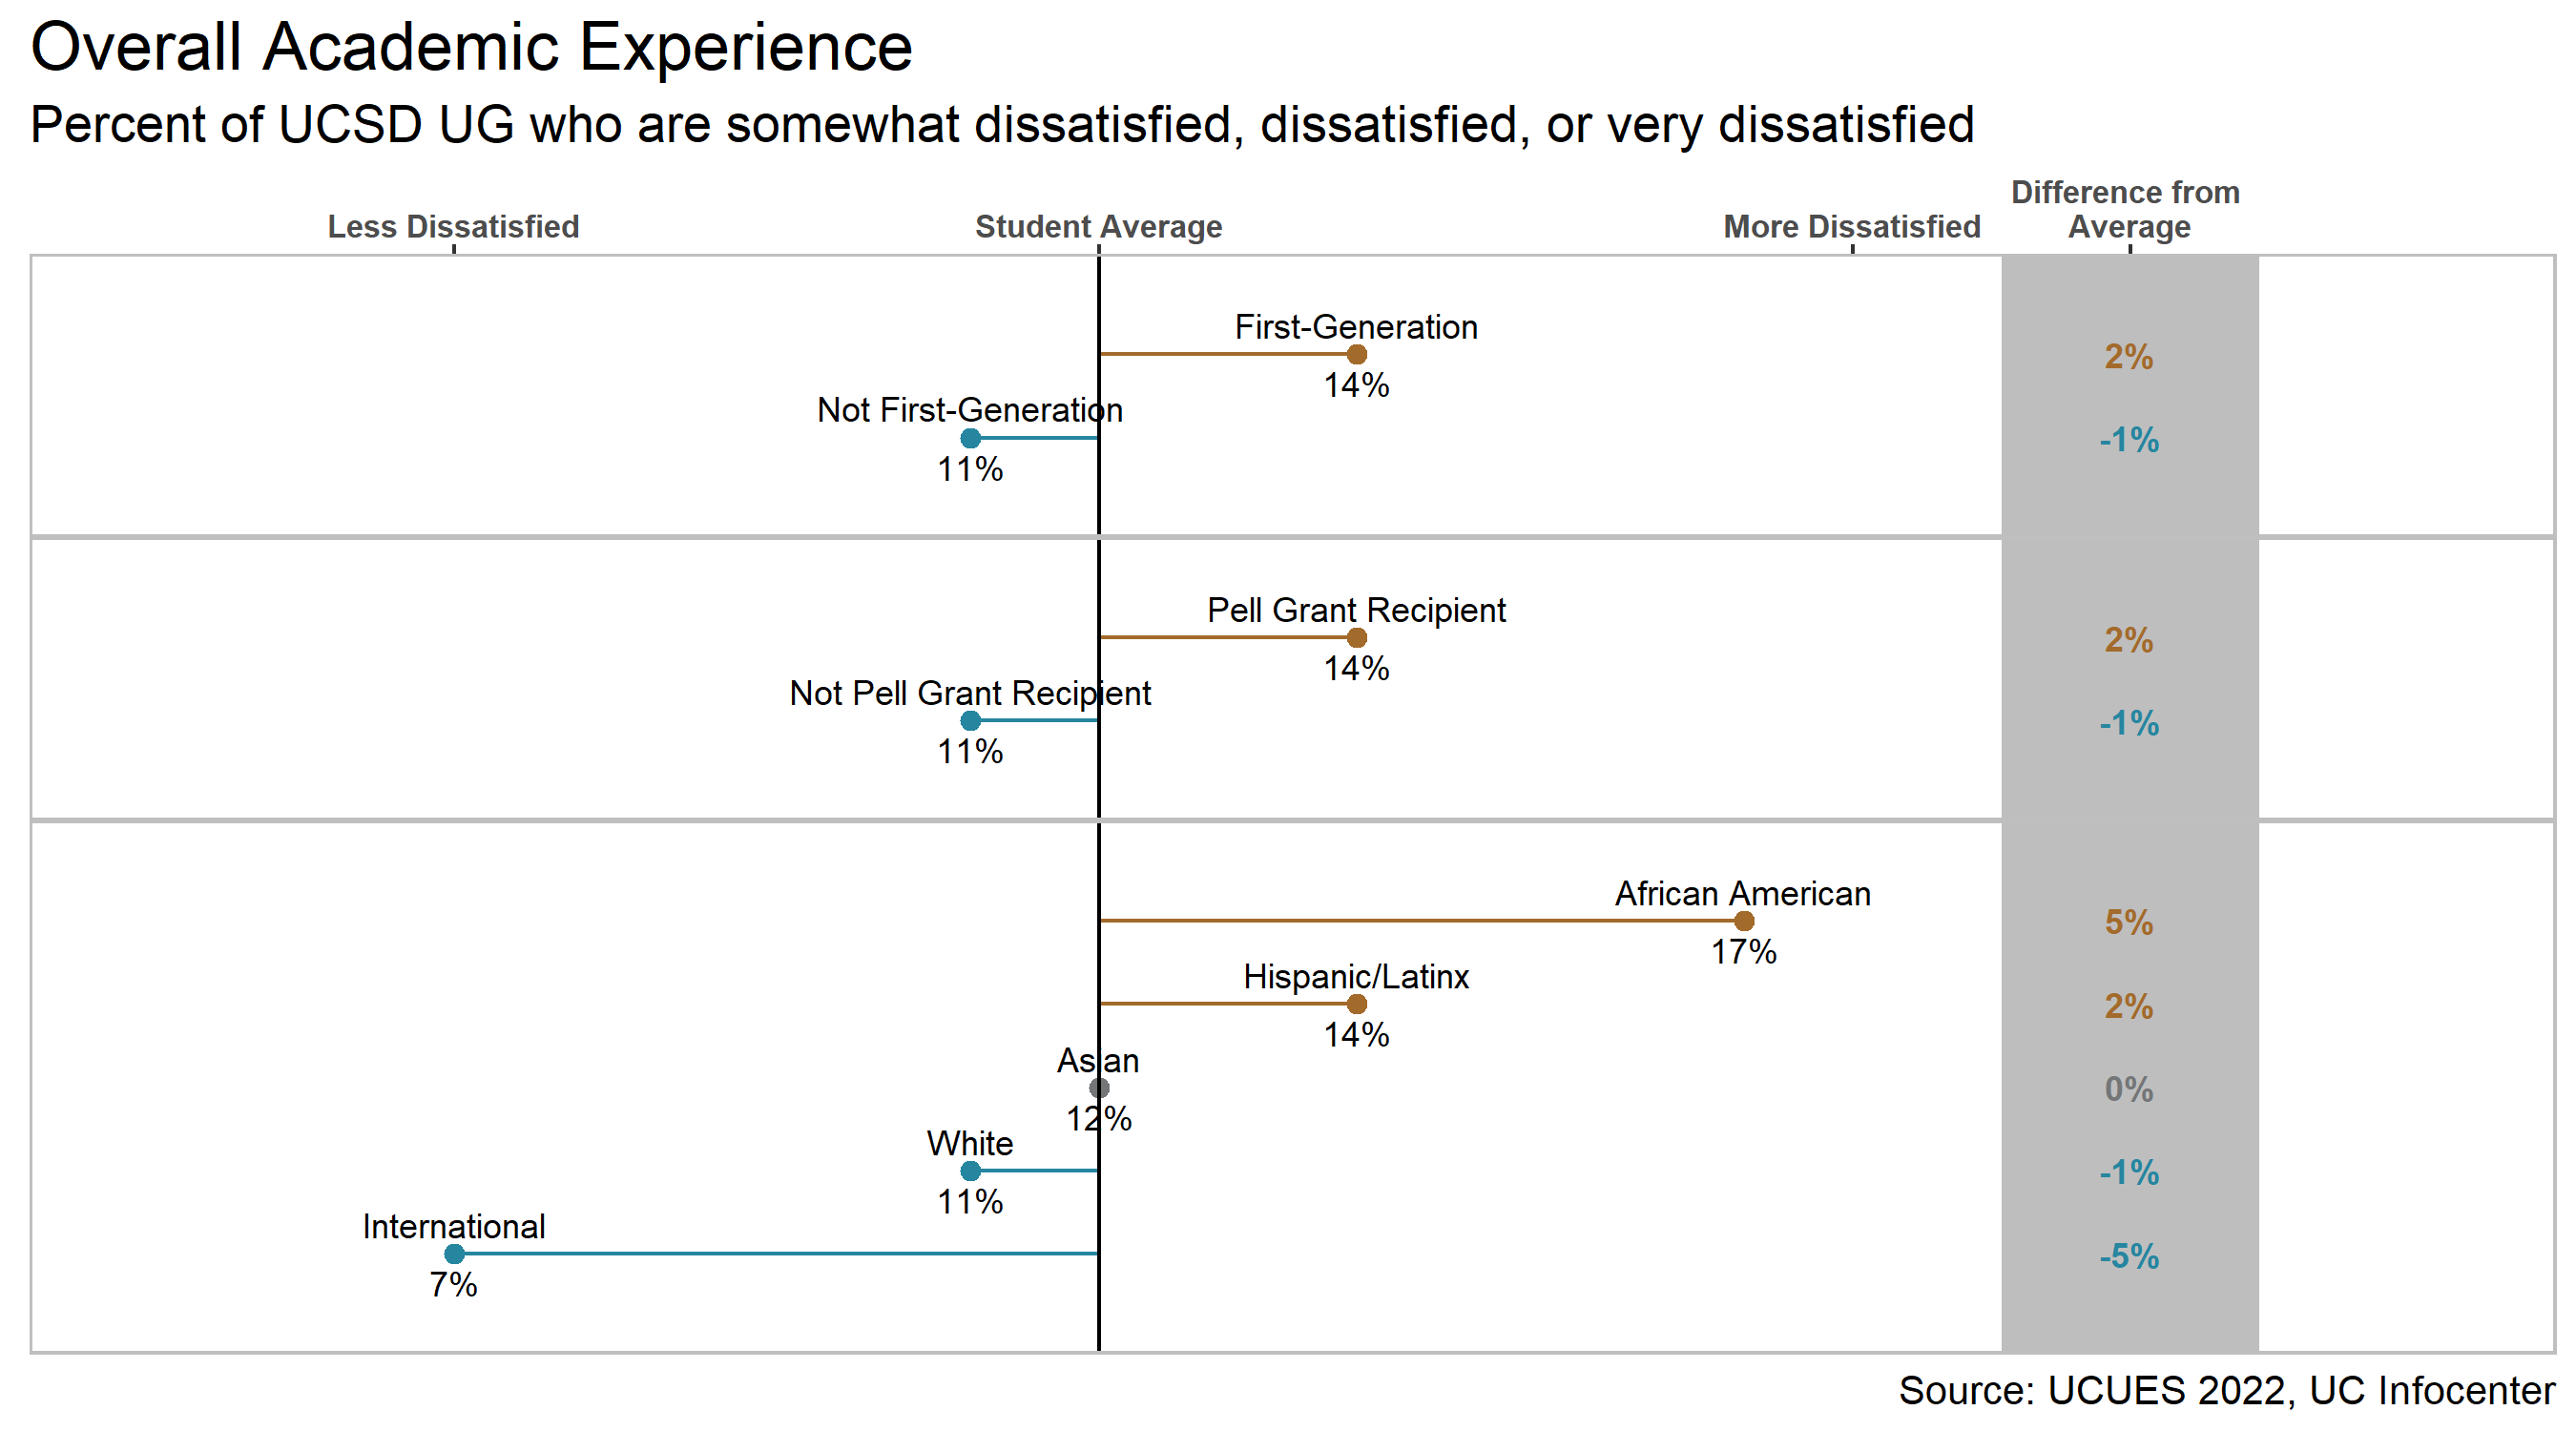 Overall Academic Experience
Percent of UCSD UG who are somewhat dissatisfied, dissatisfied, or very dissatisfied
Less Dissatisfied
Student Average
More Dissatisfied
Difference from
Average
First-Generation
14%
2%
Not First-Generation
11%
-1%
Pell Grant Recipient
14%
2%
Not Pell Grant Recipient
11%
-1%
African American
17%
5%
Hispanic/Latinx
14%
2%
Asian
12%
0%
White
11%
-1%
International
7%
-5%
Source: UCUES 2022, UC Infocenter